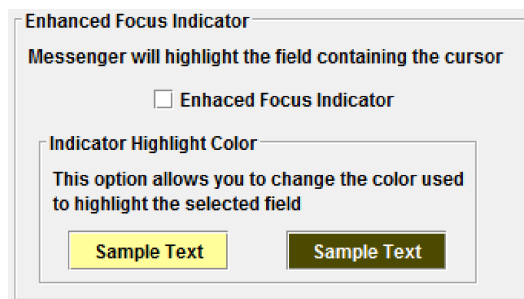 Enhanced Focus Indicator
Messenger will highlight the field containing the cursor
Enhaced Focus Indicator
Indicator Highlight Color
This option allows you to change the color used
to highlight the selected field
Sample Text
Sample Text